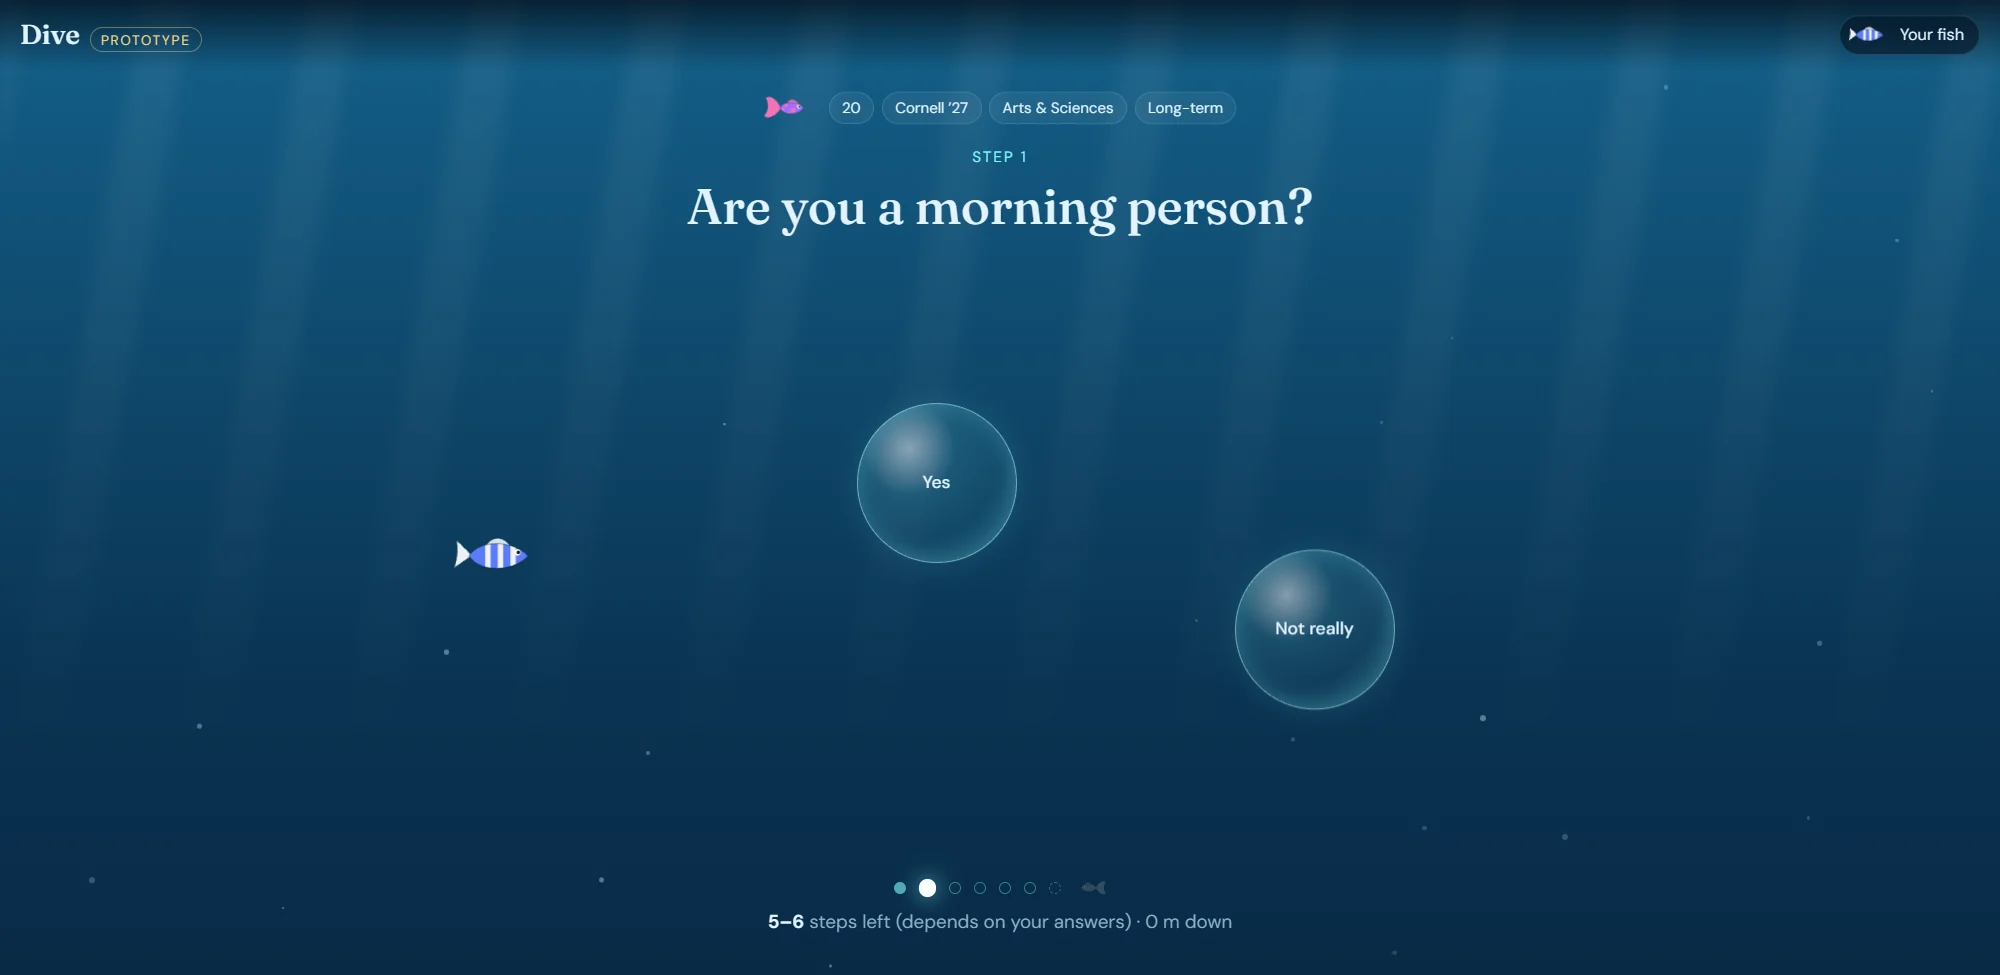 Dive PROTOTYPE
Your fish
20 Cornell ’27 Arts & Sciences Long-term
STEP 1
Are you a morning person?
Yes
Not really
5–6 steps left (depends on your answers) · 0 m down